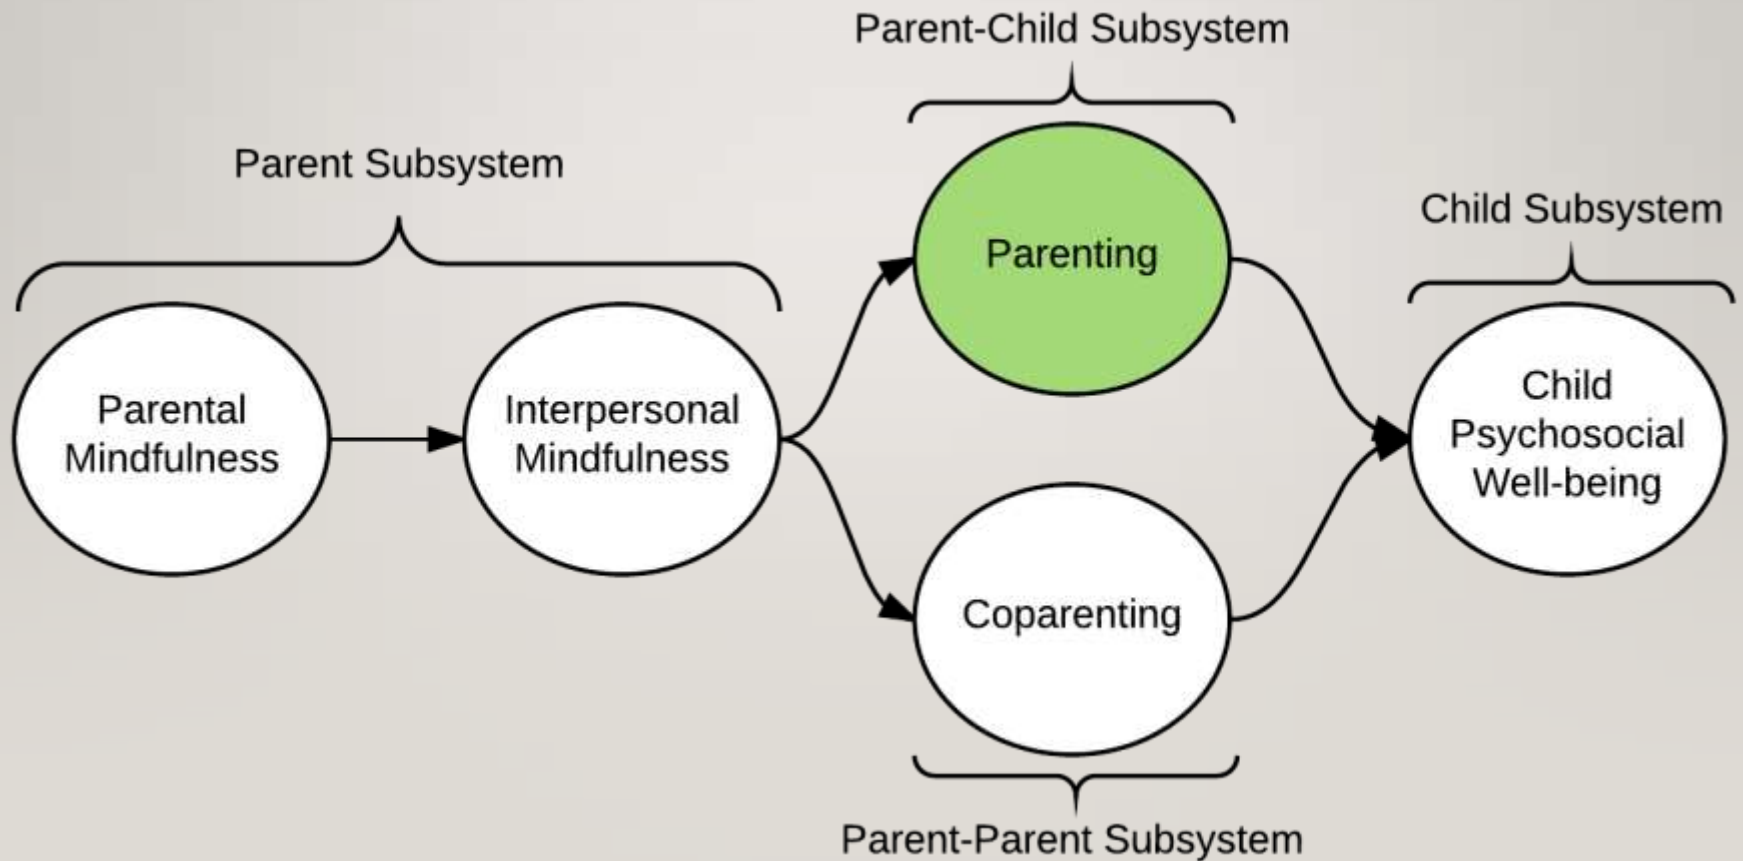 Parent-Child Subsystem
Parent Subsystem
Child Subsystem
Parental
Mindfulness
Interpersonal
Mindfulness
Parenting
Coparenting
Child
Psychosocial
Well-being
Parent-Parent Subsystem